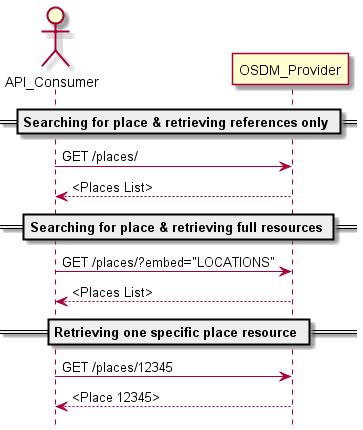 API_Consumer
OSDM_Provider
Searching for place & retrieving references only
GET /places/
<Places List>
Searching for place & retrieving full resources
GET /places/?embed="LOCATIONS"
<Places List>
Retrieving one specific place resource
GET /places/12345
<Place 12345>